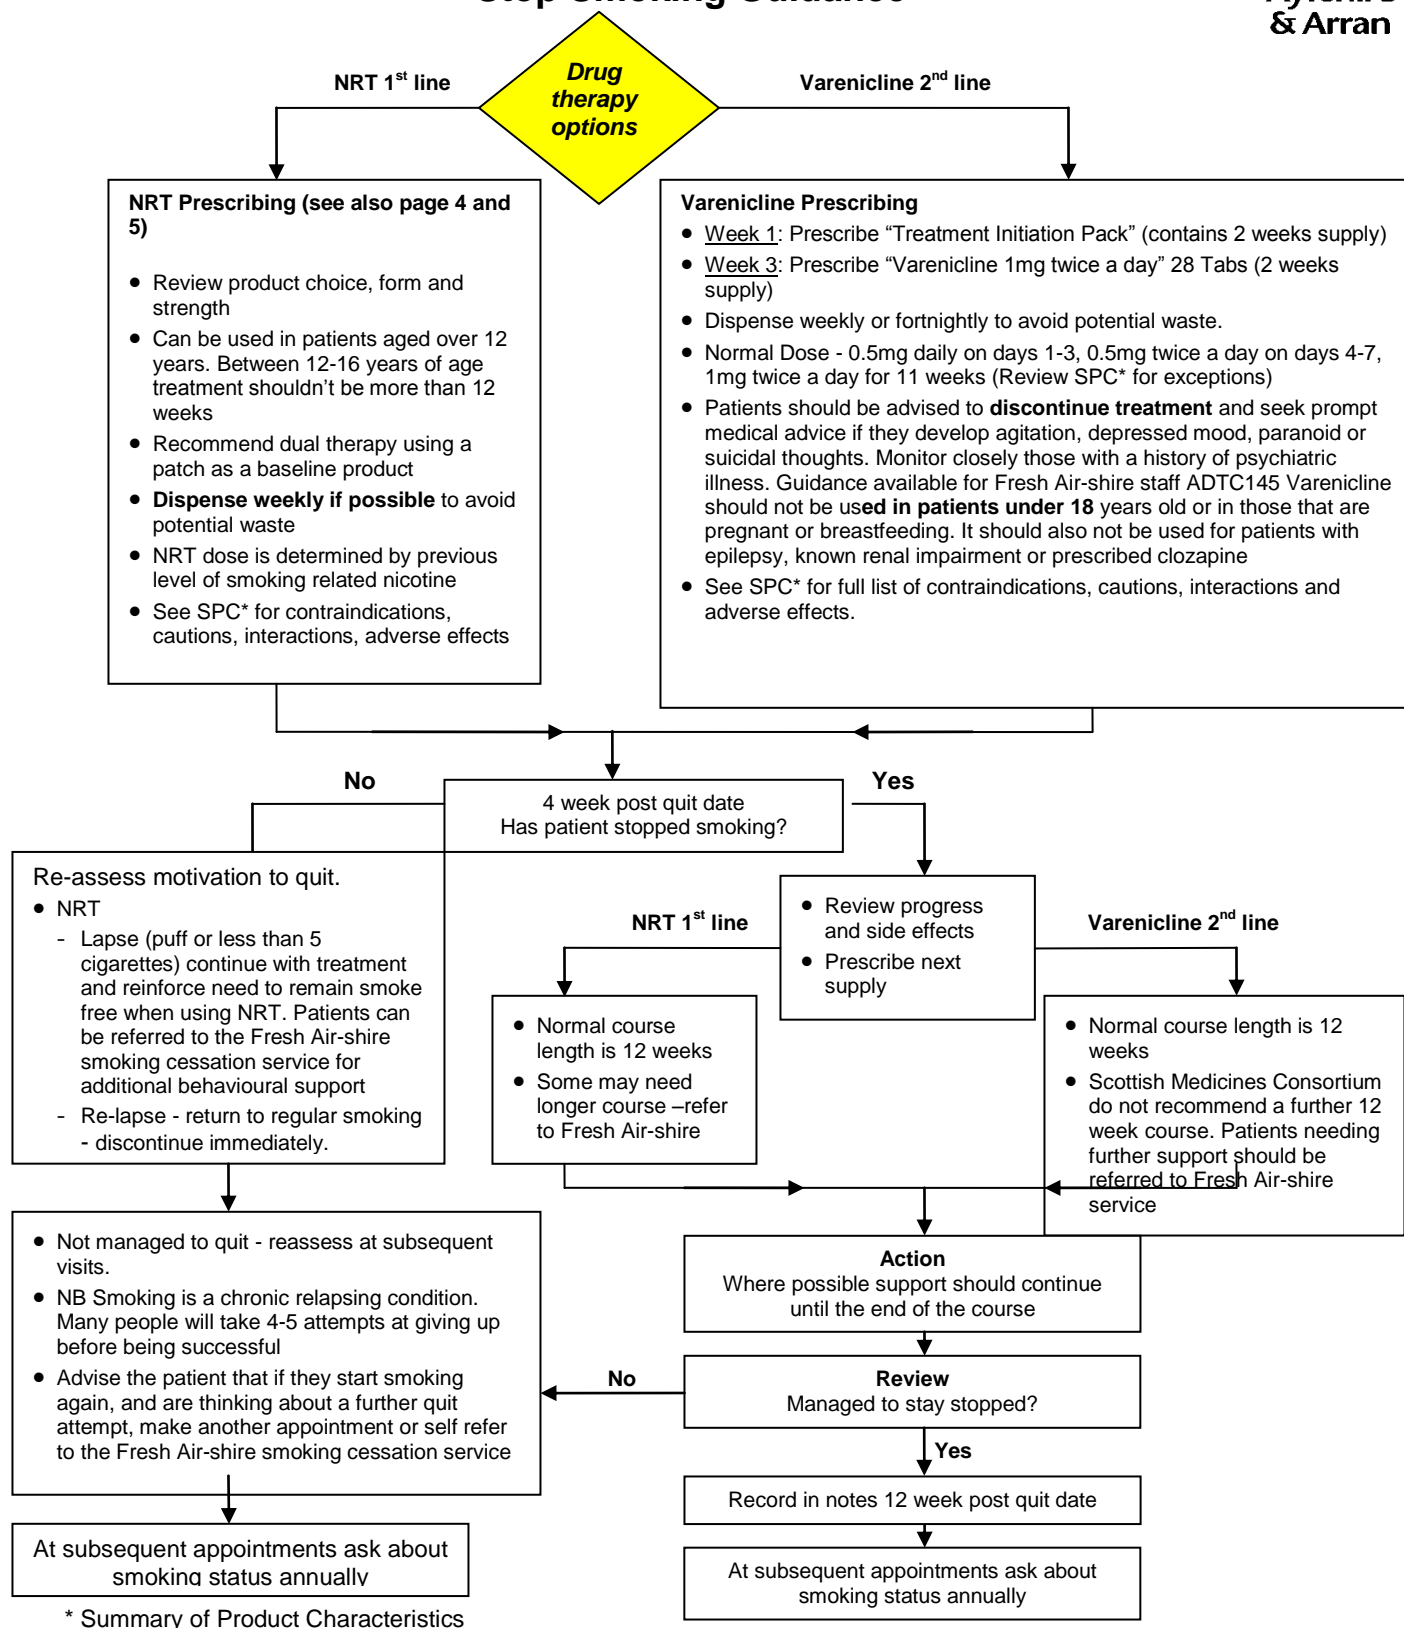 Stop Smoking Guidance
Ayrshire
& Arran
Drug
therapy
options
NRT 1st line
Varenicline 2nd line
NRT Prescribing (see also page 4 and
5)
• Review product choice, form and
strength
• Can be used in patients aged over 12
years. Between 12-16 years of age
treatment shouldn’t be more than 12
weeks
• Recommend dual therapy using a
patch as a baseline product
• Dispense weekly if possible to avoid
potential waste
• NRT dose is determined by previous
level of smoking related nicotine
• See SPC* for contraindications,
cautions, interactions, adverse effects
Varenicline Prescribing
• Week 1: Prescribe “Treatment Initiation Pack” (contains 2 weeks supply)
• Week 3: Prescribe “Varenicline 1mg twice a day” 28 Tabs (2 weeks
supply)
• Dispense weekly or fortnightly to avoid potential waste.
• Normal Dose - 0.5mg daily on days 1-3, 0.5mg twice a day on days 4-7,
1mg twice a day for 11 weeks (Review SPC* for exceptions)
• Patients should be advised to discontinue treatment and seek prompt
medical advice if they develop agitation, depressed mood, paranoid or
suicidal thoughts. Monitor closely those with a history of psychiatric
illness. Guidance available for Fresh Air-shire staff ADTC145 Varenicline
should not be used in patients under 18 years old or in those that are
pregnant or breastfeeding. It should also not be used for patients with
epilepsy, known renal impairment or prescribed clozapine
• See SPC* for full list of contraindications, cautions, interactions and
adverse effects.
No
Yes
4 week post quit date
Has patient stopped smoking?
Re-assess motivation to quit.
• NRT
- Lapse (puff or less than 5
cigarettes) continue with treatment
and reinforce need to remain smoke
free when using NRT. Patients can
be referred to the Fresh Air-shire
smoking cessation service for
additional behavioural support
- Re-lapse - return to regular smoking
- discontinue immediately.
• Review progress
and side effects
• Prescribe next
supply
NRT 1st line
Varenicline 2nd line
• Normal course
length is 12 weeks
• Some may need
longer course –refer
to Fresh Air-shire
• Normal course length is 12
weeks
• Scottish Medicines Consortium
do not recommend a further 12
week course. Patients needing
further support should be
referred to Fresh Air-shire
service
• Not managed to quit - reassess at subsequent
visits.
• NB Smoking is a chronic relapsing condition.
Many people will take 4-5 attempts at giving up
before being successful
• Advise the patient that if they start smoking
again, and are thinking about a further quit
attempt, make another appointment or self refer
to the Fresh Air-shire smoking cessation service
Action
Where possible support should continue
until the end of the course
No
Review
Managed to stay stopped?
Yes
Record in notes 12 week post quit date
At subsequent appointments ask about
smoking status annually
At subsequent appointments ask about
smoking status annually
* Summary of Product Characteristics